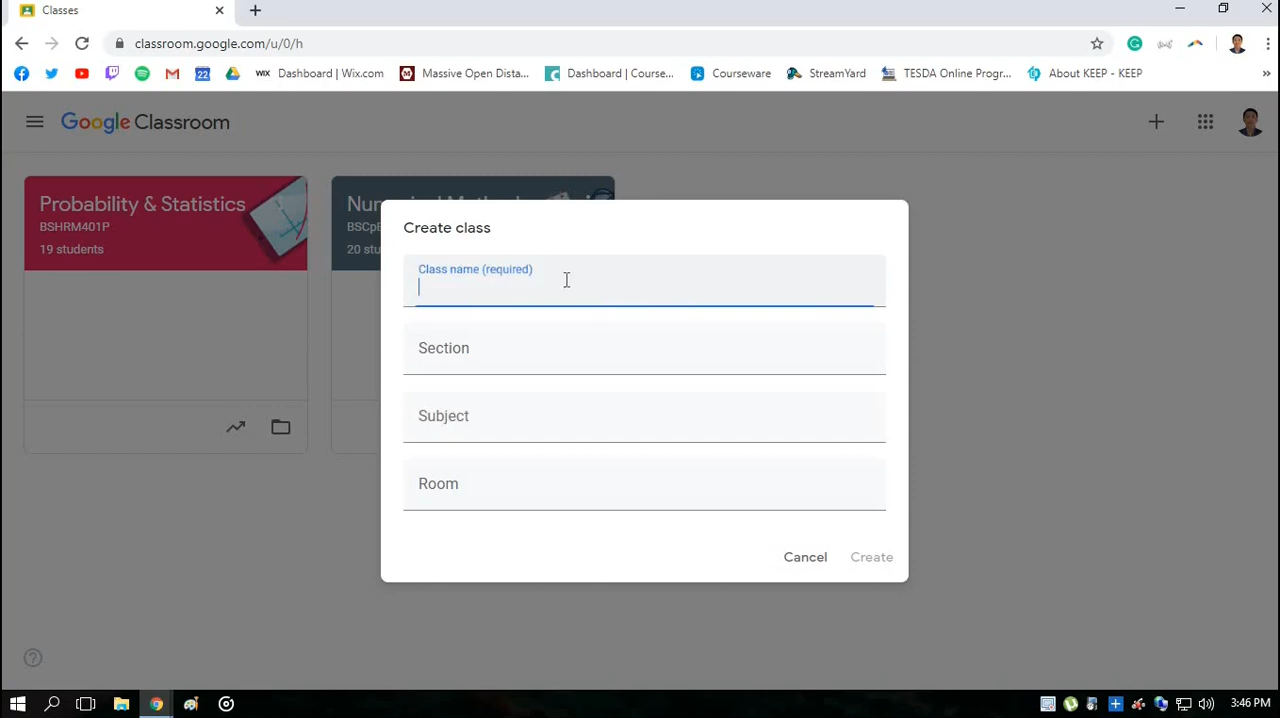 Classes
classroom.google.com/u/0/h
22
WIX Dashboard | Wix.com
Massive Open Dista...
Dashboard | Course...
Courseware
StreamYard
TESDA Online Progr...
About KEEP - KEEP
»
Google Classroom
Probability & Statistics
BSHRM401P
19 students
20
Create class
Class name (required)
Section
Subject
Room
Cancel
Create
3:46 PM